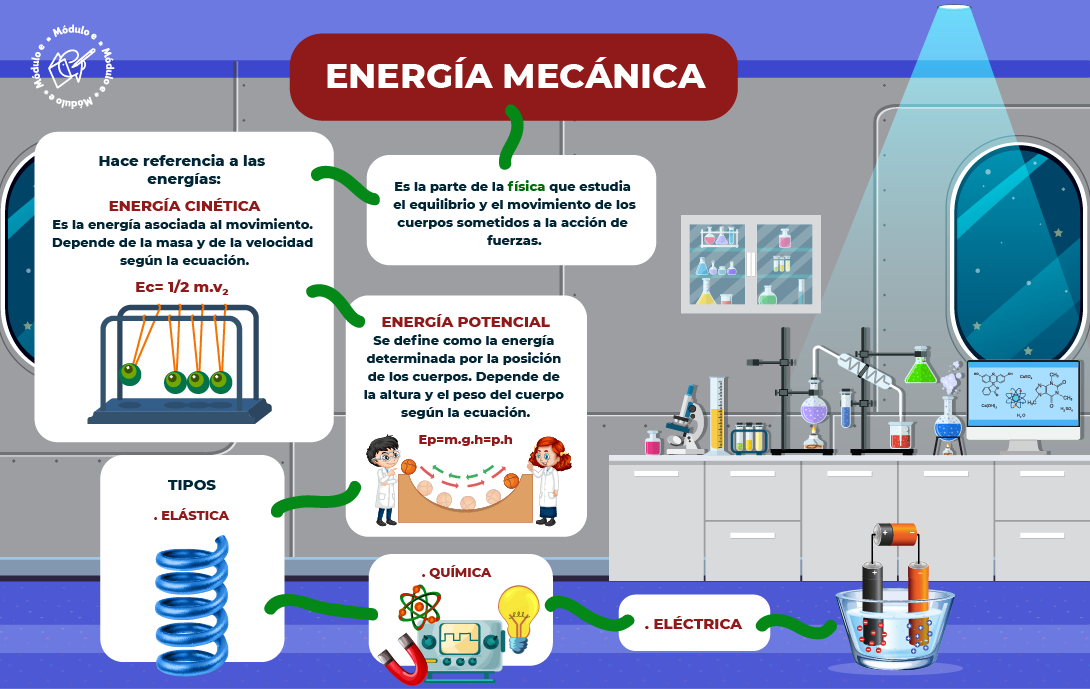 Módulo e • Módulo e • Módulo e • Módulo e
ENERGÍA MECÁNICA
Es la parte de la física que estudia
el equilibrio y el movimiento de los
cuerpos sometidos a la acción de
fuerzas.
Hace referencia a las
energías:
ENERGÍA CINÉTICA
Es la energía asociada al movimiento.
Depende de la masa y de la velocidad
según la ecuación.
Ec= 1/2 m.v₂
ENERGÍA POTENCIAL
Se define como la energía
determinada por la posición
de los cuerpos. Depende de
la altura y el peso del cuerpo
según la ecuación.
Ep=m.g.h=p.h
TIPOS
. ELÁSTICA
. QUÍMICA
. ELÉCTRICA